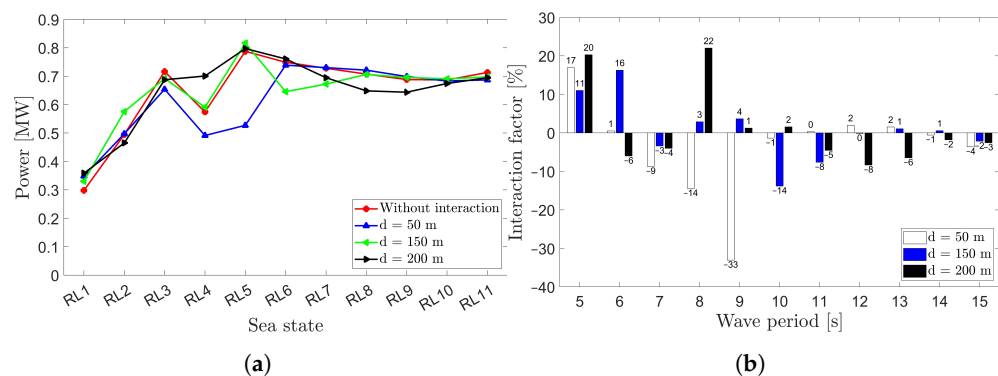 0.9
0.8
0.7
0.6
0.5
0.4
0.3
0.2
0.1
0
Power [MW]
RL1 RL2 RL3 RL4 RL5 RL6 RL7 RL8 RL9 RL10 RL11
Sea state
Without interaction
d = 50 m
d = 150 m
d = 200 m
(a)
30
20
10
0
−10
−20
−30
−40
Interaction factor [%]
17 11 20
1 16 −6
−9 −3 −4
−14 3 22
−33 4 1
−1 −14 2
0 −8 −5
2 0 −8
2 1 −6
−1 1 −2
−4 −2 −3
5 6 7 8 9 10 11 12 13 14 15
Wave period [s]
d = 50 m
d = 150 m
d = 200 m
(b)